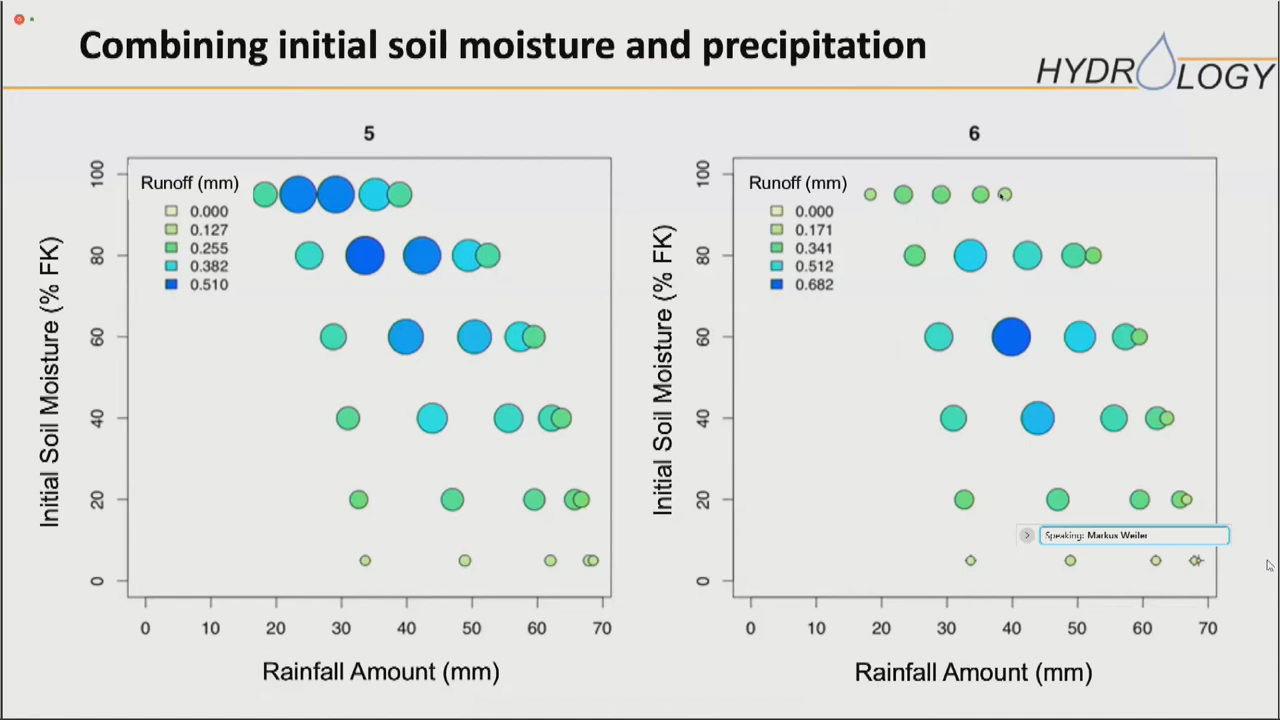 Combining initial soil moisture and precipitation
HYDROLOGY
5
Runoff (mm)
0.000
0.127
0.255
0.382
0.510
100
80
60
40
20
0
Initial Soil Moisture (% FK)
0 10 20 30 40 50 60 70
Rainfall Amount (mm)
6
Runoff (mm)
0.000
0.171
0.341
0.512
0.682
100
80
60
40
20
0
Initial Soil Moisture (% FK)
Speaking: Markus Weiler
0 10 20 30 40 50 60 70
Rainfall Amount (mm)